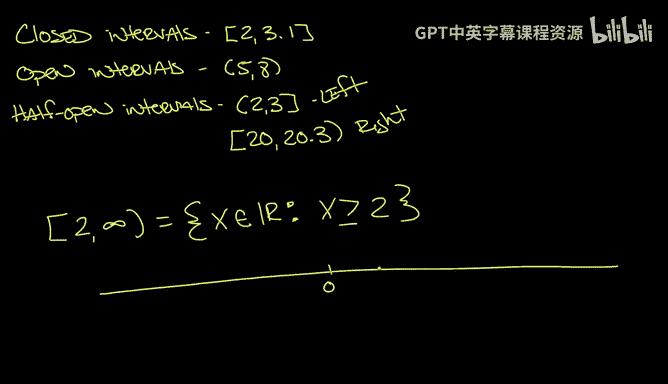 GPT中英字幕课程资源 bilibili
Closed intervals - [2, 3.1]
Open intervals - (5,8)
Half-open intervals - (2,3] - Left
[20, 20.3) Right
[2, ∞) = {x ∈ ℝ: x ≥ 2}
0